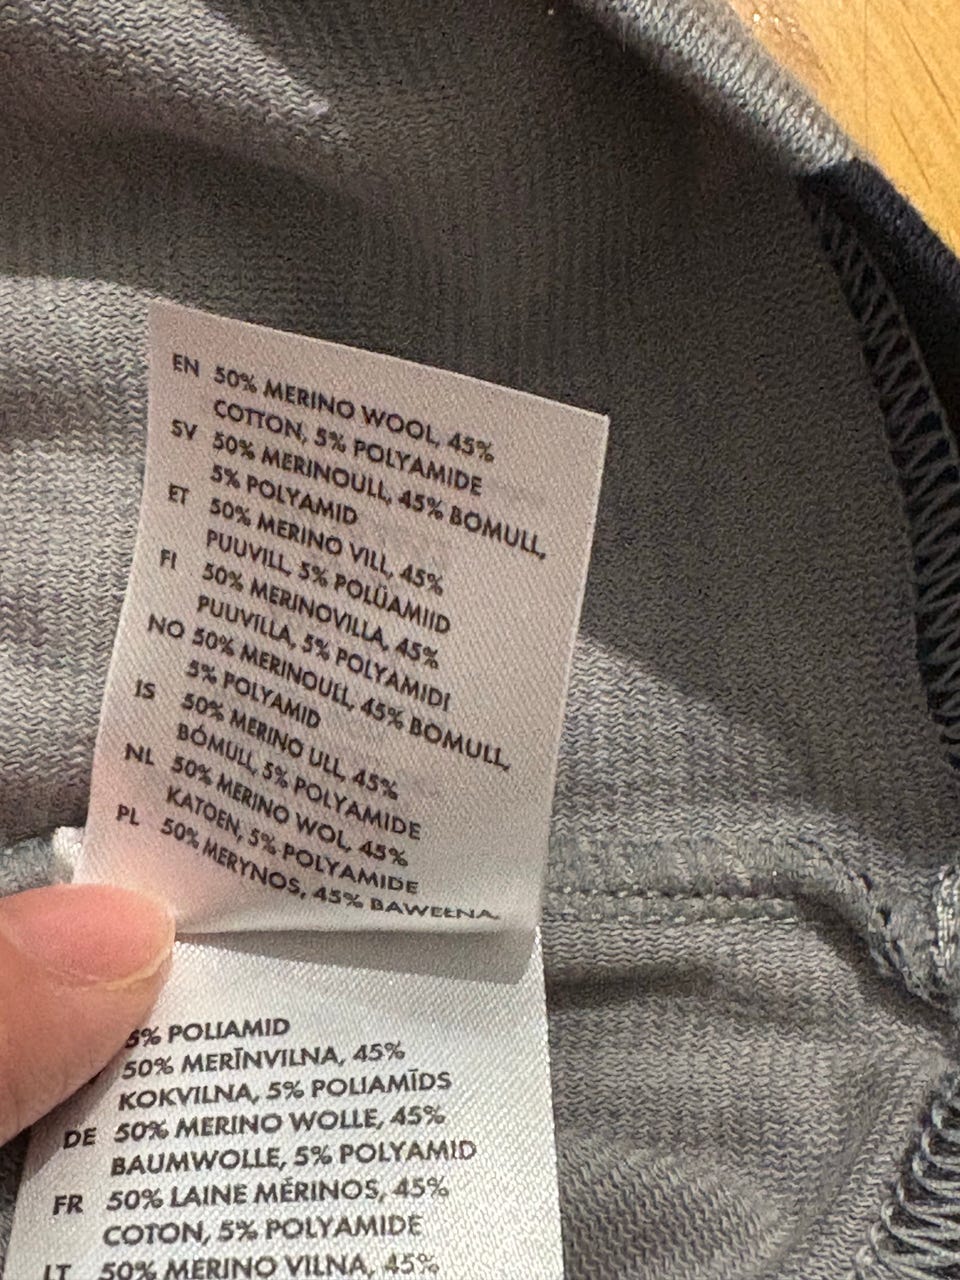 EN 50% MERINO WOOL, 45%
COTTON, 5% POLYAMIDE
SV 50% MERINOULL, 45% BOMULL,
5% POLYAMID
ET 50% MERINO VILL, 45%
PUUVILL, 5% POLÜAMIID
FI 50% MERINOVILLA, 45%
PUUVILLA, 5% POLYAMIDI
NO 50% MERINOULL, 45% BOMULL,
5% POLYAMID
IS 50% MERINO ULL, 45%
BÓMULL, 5% POLYAMIDE
NL 50% MERINO WOL, 45%
KATOEN, 5% POLYAMIDE
PL 50% MERYNOS, 45% BAWEŁNA,
5% POLIAMID
50% MERĪNVILNA, 45%
KOKVILNA, 5% POLIAMĪDS
DE 50% MERINO WOLLE, 45%
BAUMWOLLE, 5% POLYAMID
FR 50% LAINE MÉRINOS, 45%
COTON, 5% POLYAMIDE
LT 50% MERINO VILNA, 45%